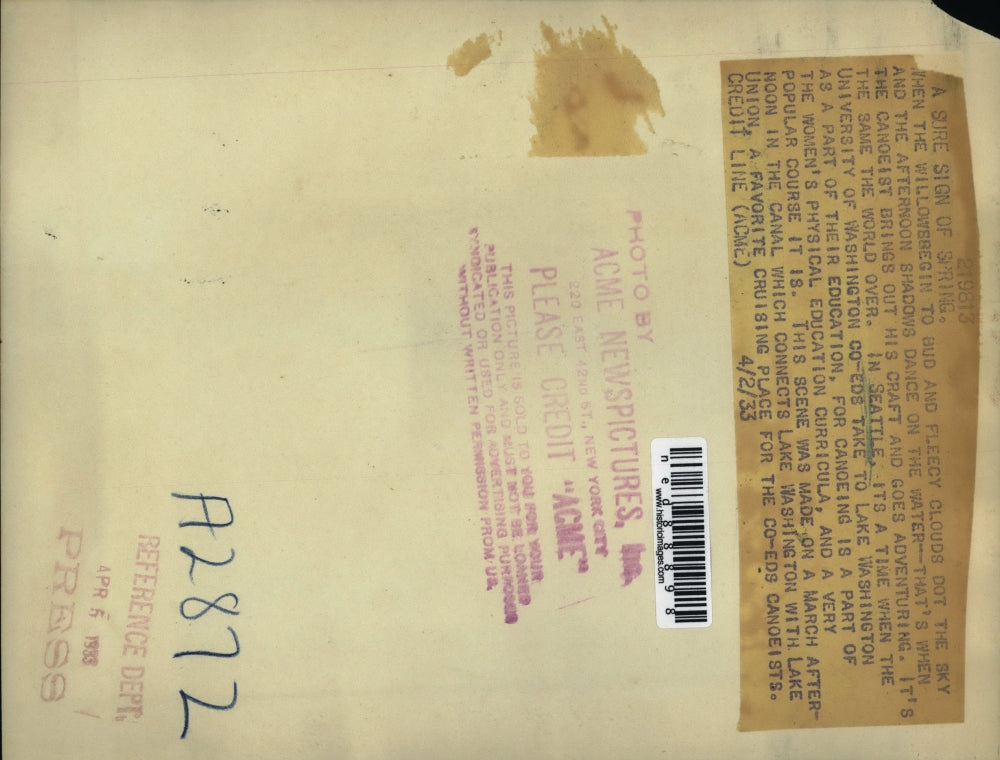 219813
A SURE SIGN OF SPRING.
WHEN THE WILLOWSBEGIN TO BUD AND FLEECY CLOUDS DOT THE SKY
AND THE AFTERNOON SHADOWS DANCE ON THE WATER--THAT'S WHEN
THE CANOEIST BRINGS OUT HIS CRAFT AND GOES ADVENTURING. IT'S
THE SAME THE WORLD OVER. IN SEATTLE, ITS A TIME WHEN THE
UNIVERSITY OF WASHINGTON CO-EDS TAKE TO LAKE WASHINGTON
AS A PART OF THEIR EDUCATION, FOR CANOEING IS A PART OF
THE WOMEN'S PHYSICAL EDUCATION CURRICULA, AND A VERY
POPULAR COURSE IT IS. THIS SCENE WAS MADE ON A MARCH AFTER-
NOON IN THE CANAL WHICH CONNECTS LAKE WASHINGTON WITH LAKE
UNION, A FAVORITE CRUISING PLACE FOR THE CO-EDS CANOEISTS.
CREDIT LINE (ACME) 4/2/33
ned88898
www.historicimages.com
PHOTO BY
ACME NEWSPICTURES, INC.
220 EAST 42ND ST., NEW YORK CITY
PLEASE CREDIT "ACME"
THIS PICTURE IS SOLD TO YOU FOR YOUR
PUBLICATION ONLY AND MUST NOT BE LOANED
SYNDICATED OR USED FOR ADVERTISING PURPOSES
WITHOUT WRITTEN PERMISSION FROM US.
A2872
REFERENCE DEPT.
APR 5 1933
PRESS